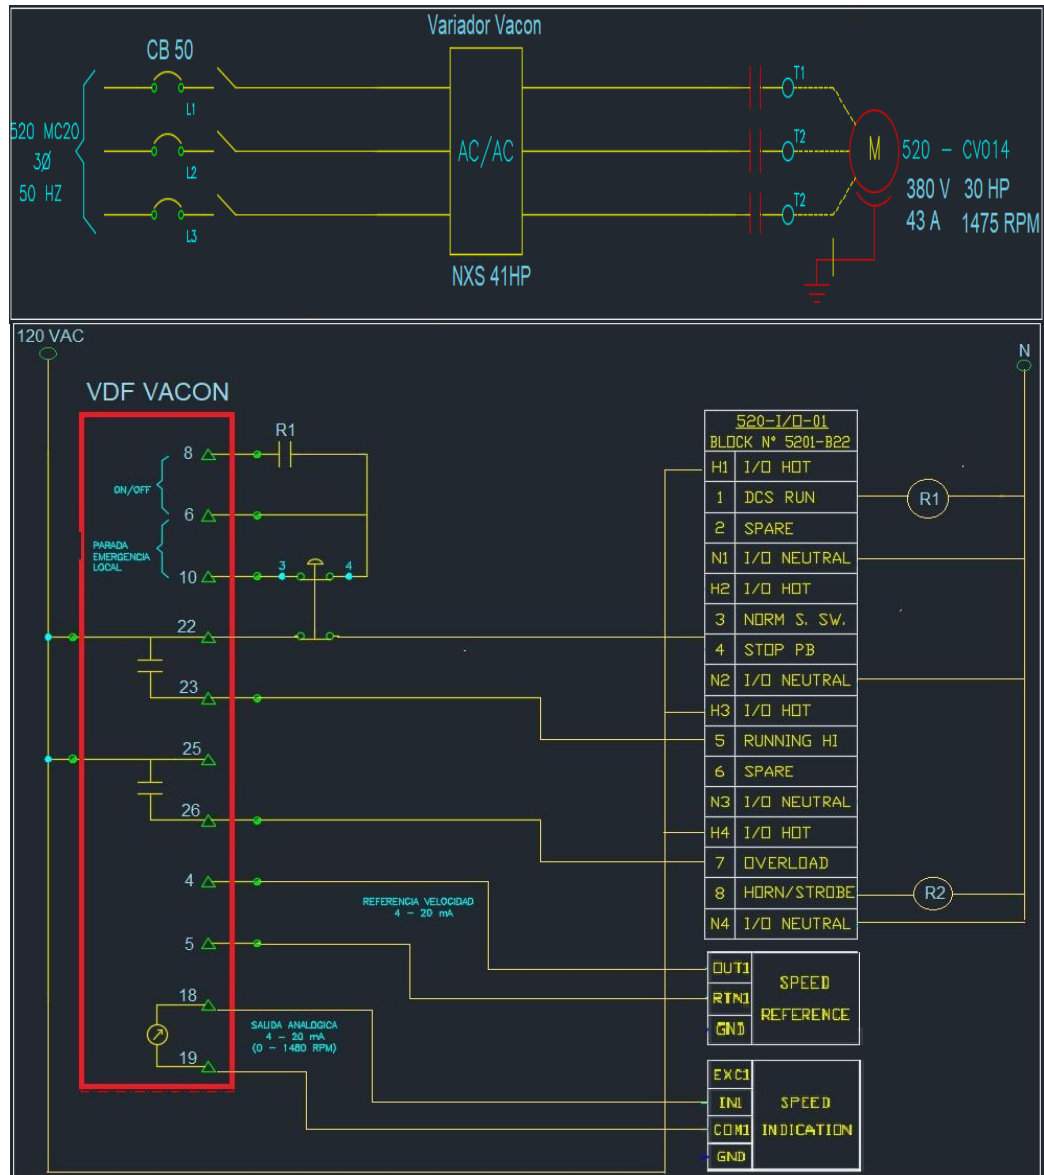 Variador Vacon
CB 50
L1
L2
L3
520 MC20
3Ø
50 HZ
AC/AC
NXS 41HP
T1
T2
T2
M
520 - CV014
380 V 30 HP
43 A 1475 RPM
120 VAC
N
VDF VACON
8
R1
ON/OFF
6
PARADA
EMERGENCIA
LOCAL
10
3
4
22
23
25
26
4
REFERENCIA VELOCIDAD
4 - 20 mA
5
18
SALIDA ANALOGICA
4 - 20 mA
(0 - 1480 RPM)
19
520-I/O-01
BLOCK N° 5201-B22
H1 I/O HOT
1 DCS RUN
R1
2 SPARE
N1 I/O NEUTRAL
H2 I/O HOT
3 NORM S. SW.
4 STOP PB
N2 I/O NEUTRAL
H3 I/O HOT
5 RUNNING HI
6 SPARE
N3 I/O NEUTRAL
H4 I/O HOT
7 OVERLOAD
8 HORN/STROBE
R2
N4 I/O NEUTRAL
OUT1
RTN1
GND
SPEED
REFERENCE
EXC1
IN1
COM1
GND
SPEED
INDICATION